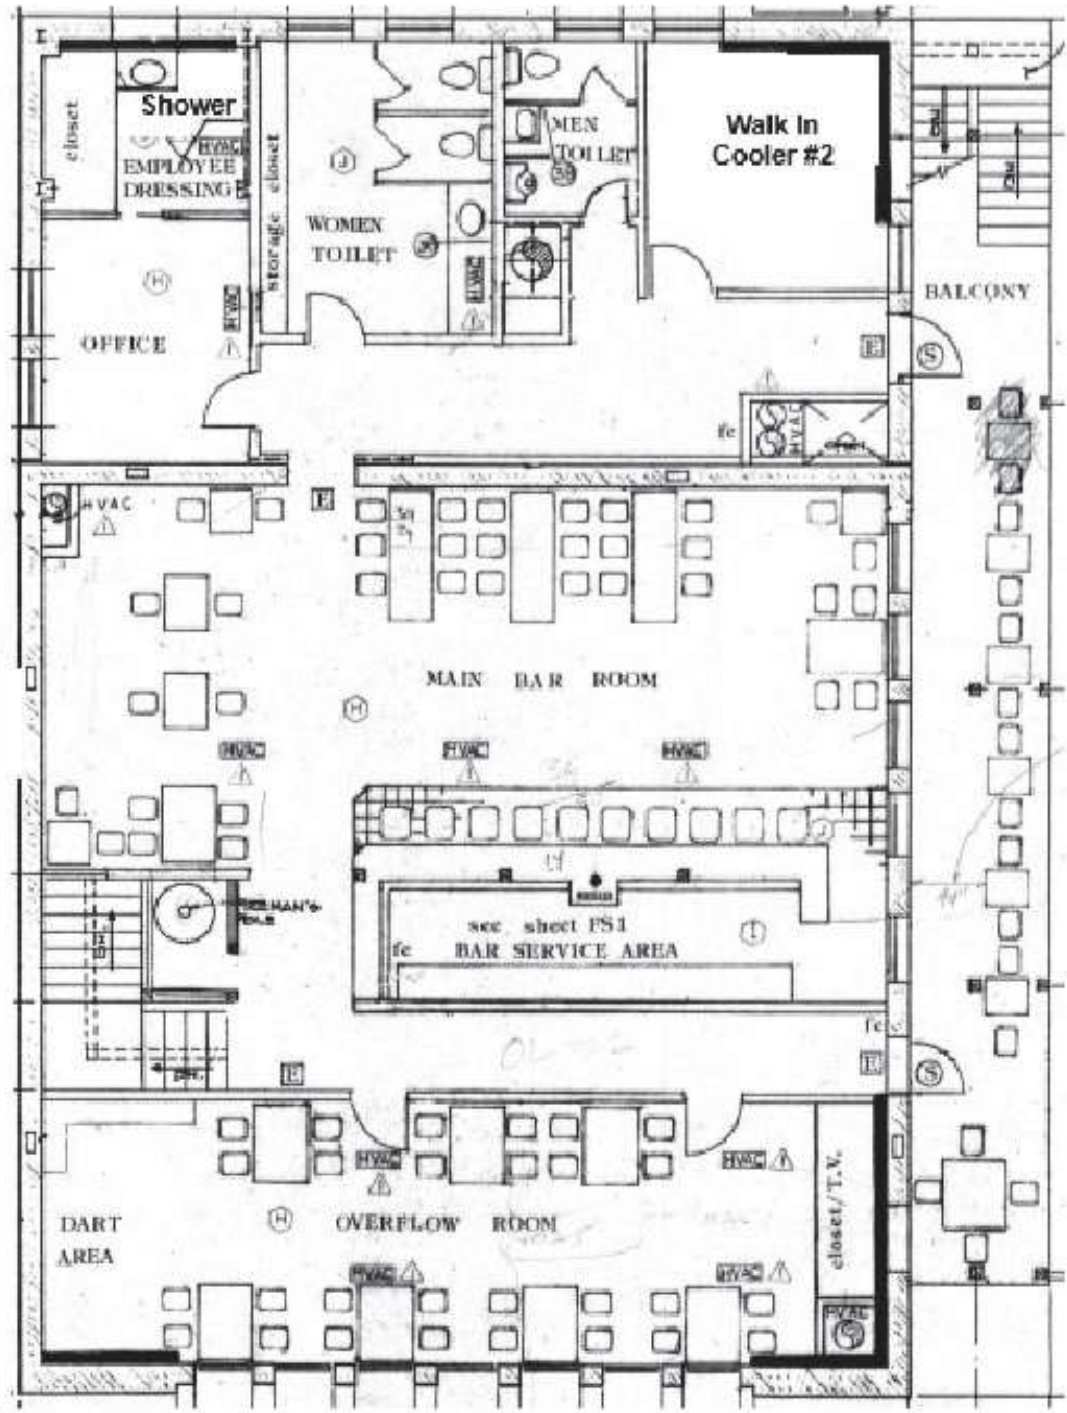 closet
Shower
HVAC
EMPLOYEE
DRESSING
storage closet
J
WOMEN
TOILET
HVAC
MEN
TOILET
Walk In
Cooler #2
BALCONY
H
HVAC
OFFICE
E
S
fe
HVAC
HVAC
E
MAIN BAR ROOM
H
HVAC
HVAC
HVAC
J
see sheet FS1
fe
BAR SERVICE AREA
I
fe
E
E
S
HVAC
HVAC
DART
AREA
H
OVERFLOW ROOM
closet/T.V.
HVAC
HVAC
HVAC